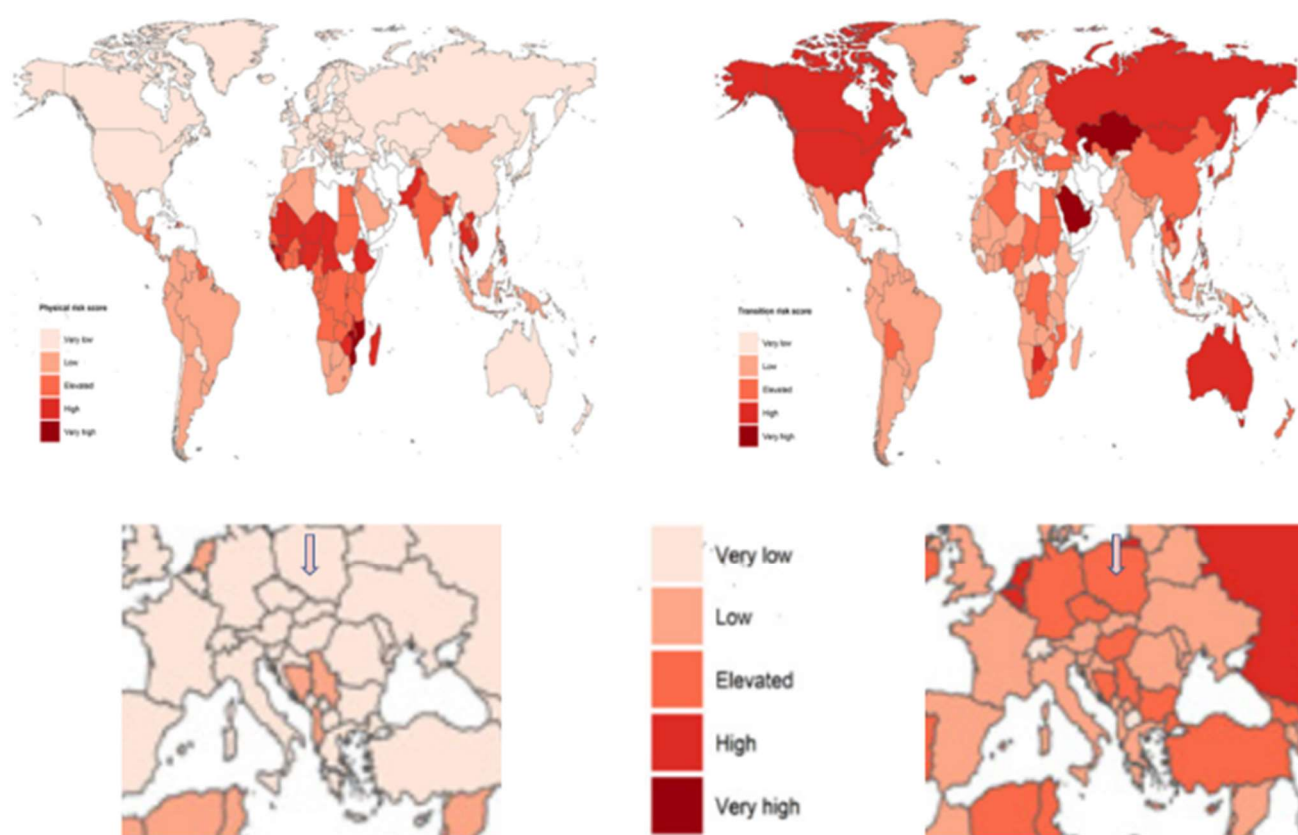 Physical risk score
Very low
Low
Elevated
High
Very high
Transition risk score
Very low
Low
Elevated
High
Very high
Very low
Low
Elevated
High
Very high